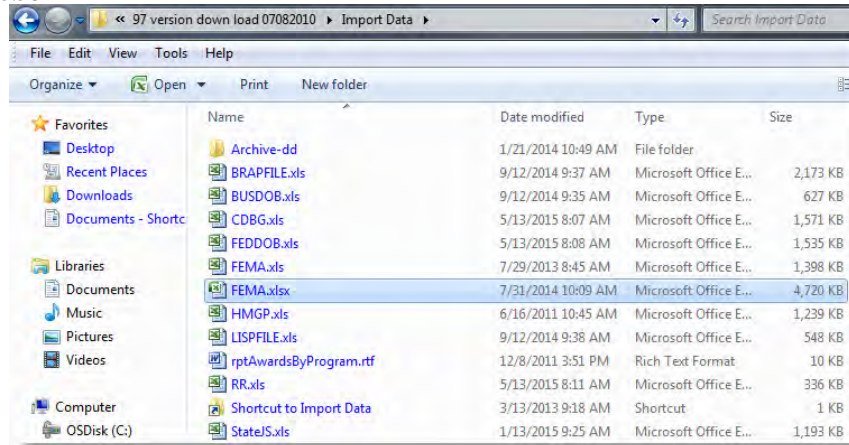 « 97 version down load 07082010 ▸ Import Data ▸ Search Import Data
File Edit View Tools Help
Organize ▾ Open ▾ Print New folder
Name Date modified Type Size
Favorites
Desktop
Recent Places
Downloads
Documents - Shortc
Libraries
Documents
Music
Pictures
Videos
Computer
OSDisk (C:)
Archive-dd 1/21/2014 10:49 AM File folder
BRAPFILE.xls 9/12/2014 9:37 AM Microsoft Office E... 2,173 KB
BUSDOB.xls 9/12/2014 9:35 AM Microsoft Office E... 627 KB
CDBG.xls 5/13/2015 8:07 AM Microsoft Office E... 1,571 KB
FEDDOB.xls 5/13/2015 8:08 AM Microsoft Office E... 1,535 KB
FEMA.xls 7/29/2013 8:45 AM Microsoft Office E... 1,398 KB
FEMA.xlsx 7/31/2014 10:09 AM Microsoft Office E... 4,720 KB
HMGP.xls 6/16/2011 10:45 AM Microsoft Office E... 1,239 KB
LISPFILE.xls 9/12/2014 9:38 AM Microsoft Office E... 548 KB
rptAwardsByProgram.rtf 12/8/2011 3:51 PM Rich Text Format 10 KB
RR.xls 5/13/2015 8:11 AM Microsoft Office E... 336 KB
Shortcut to Import Data 3/13/2013 9:18 AM Shortcut 1 KB
StateJS.xls 1/13/2015 9:25 AM Microsoft Office E... 1,193 KB